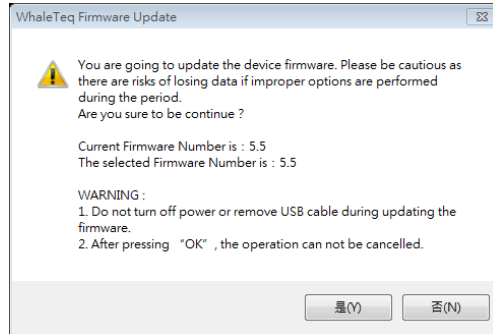 WhaleTeq Firmware Update
You are going to update the device firmware. Please be cautious as
there are risks of losing data if improper options are performed
during the period.
Are you sure to be continue ?
Current Firmware Number is : 5.5
The selected Firmware Number is : 5.5
WARNING :
1. Do not turn off power or remove USB cable during updating the
firmware.
2. After pressing “OK” , the operation can not be cancelled.
是(Y)
否(N)